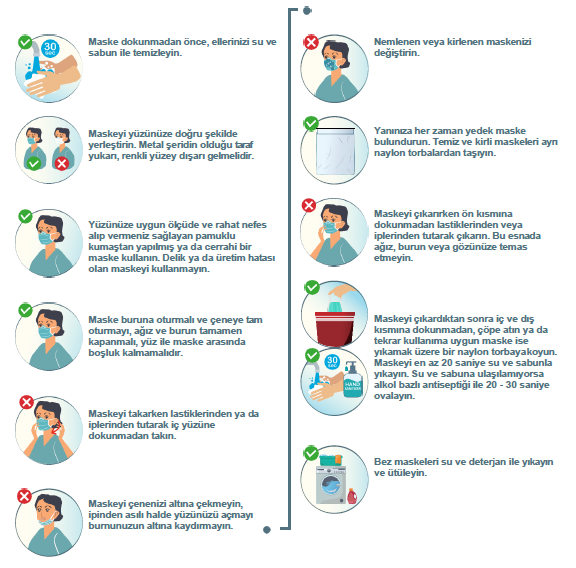 30
SEC
Maske dokunmadan önce, ellerinizi su ve
sabun ile temizleyin.
Maskeyi yüzünüze doğru şekilde
yerleştirin. Metal şeridin olduğu taraf
yukarı, renkli yüzey dışarı gelmelidir.
Yüzünüze uygun ölçüde ve rahat nefes
alıp vermeniz sağlayan pamuklu
kumaştan yapılmış ya da cerrahi bir
maske kullanın. Delik ya da üretim hatası
olan maskeyi kullanmayın.
Maske buruna oturmalı ve çeneye tam
oturmayı, ağız ve burun tamamen
kapanmalı, yüz ile maske arasında
boşluk kalmamalıdır.
Maskeyi takarken lastiklerinden ya da
iplerinden tutarak iç yüzüne
dokunmadan takın.
Maskeyi çenenizi altına çekmeyin,
ipinden asılı halde yüzünüzü açmayı
burnunuzun altına kaydırmayın.
Nemlenen veya kirlenen maskenizi
değiştirin.
Yanınıza her zaman yedek maske
bulundurun. Temiz ve kirli maskeleri ayrı
naylon torbalardan taşıyın.
Maskeyi çıkarırken ön kısmına
dokunmadan lastiklerinden veya
iplerinden tutarak çıkarın. Bu esnada
ağız, burun veya gözünüze temas
etmeyin.
Maskeyi çıkardıktan sonra iç ve dış
kısmına dokunmadan, çöpe atın ya da
tekrar kullanıma uygun maske ise
yıkamak üzere bir naylon torbayakoyun.
Maskeyi en az 20 saniye su ve sabunla
yıkayın. Su ve sabuna ulaşılamıyorsa
alkol bazlı antiseptiği ile 20 - 30 saniye
ovalayın.
30
SEC
HAND
SANITIZER
Bez maskeleri su ve deterjan ile yıkayın
ve ütüleyin.